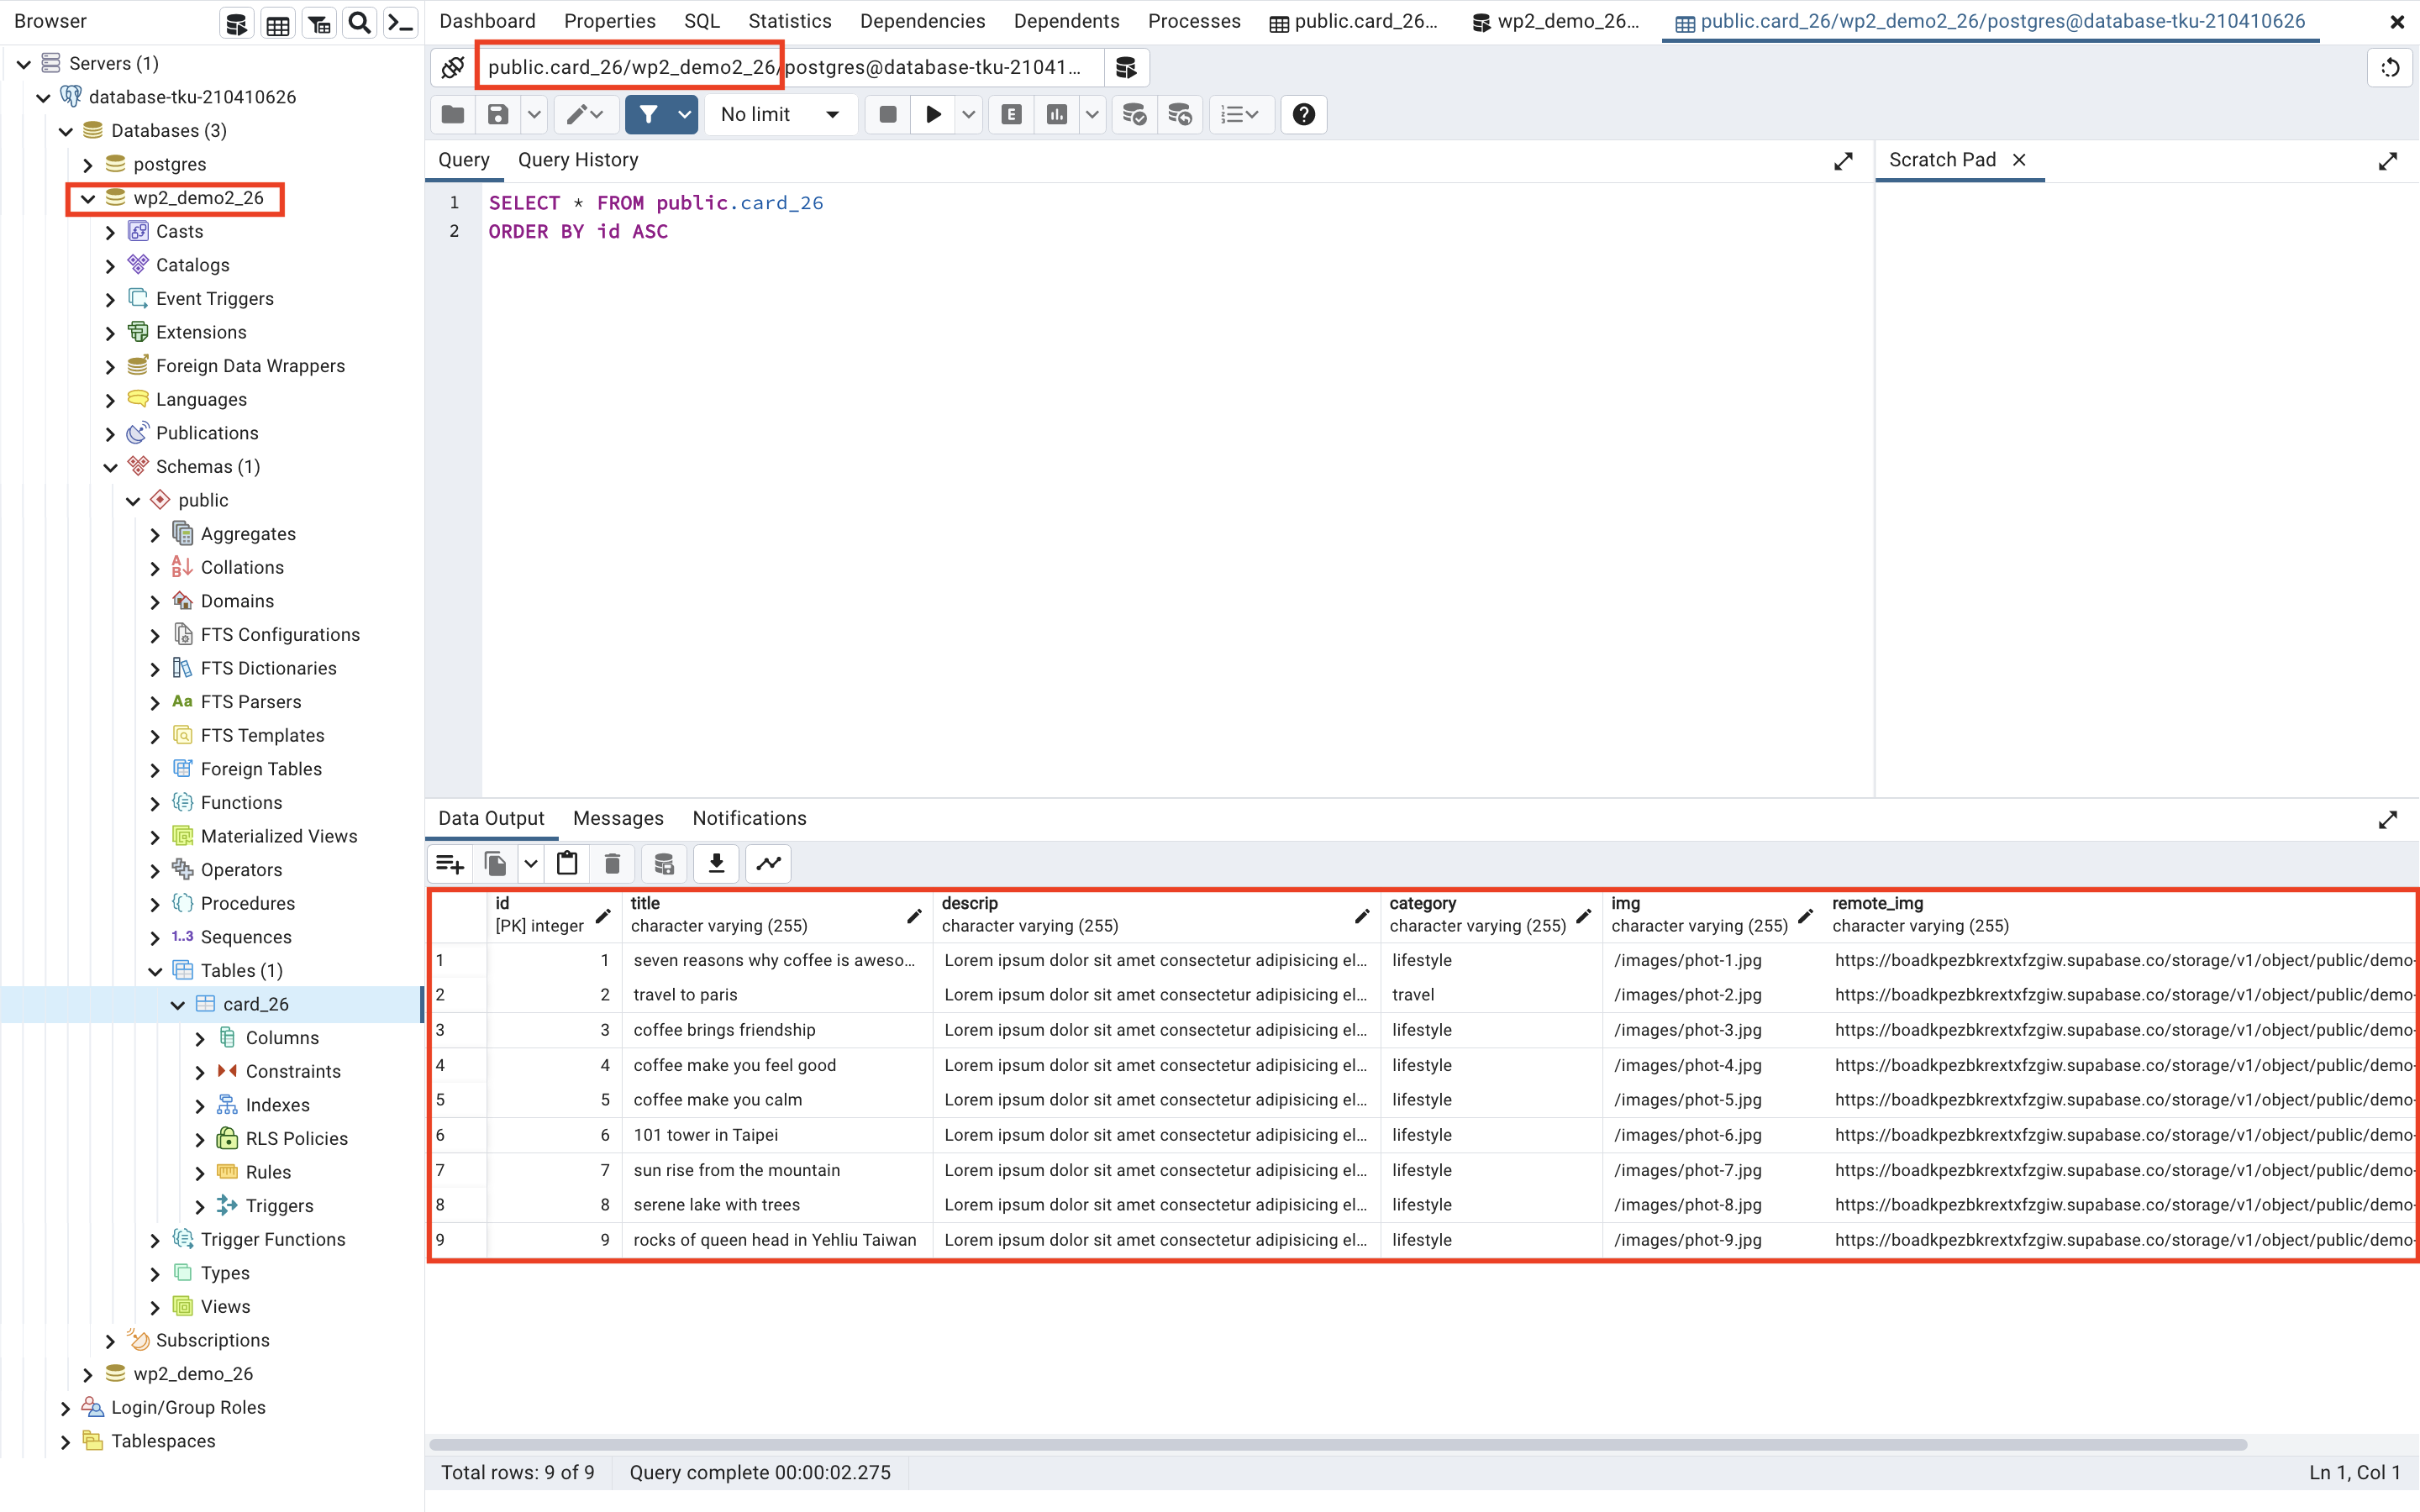 Browser
Dashboard Properties SQL Statistics Dependencies Dependents Processes public.card_26... wp2_demo_26... public.card_26/wp2_demo2_26/postgres@database-tku-210410626
Servers (1)
database-tku-210410626
Databases (3)
postgres
wp2_demo2_26
Casts
Catalogs
Event Triggers
Extensions
Foreign Data Wrappers
Languages
Publications
Schemas (1)
public
Aggregates
Collations
Domains
FTS Configurations
FTS Dictionaries
Aa FTS Parsers
FTS Templates
Foreign Tables
Functions
Materialized Views
Operators
Procedures
1..3 Sequences
Tables (1)
card_26
Columns
Constraints
Indexes
RLS Policies
Rules
Triggers
Trigger Functions
Types
Views
Subscriptions
wp2_demo_26
Login/Group Roles
Tablespaces
public.card_26/wp2_demo2_26/postgres@database-tku-21041...
No limit E
Query Query History
1 SELECT * FROM public.card_26
2 ORDER BY id ASC
Scratch Pad
Data Output Messages Notifications
id title descrip category img remote_img
[PK] integer character varying (255) character varying (255) character varying (255) character varying (255) character varying (255)
1 1 seven reasons why coffee is aweso... Lorem ipsum dolor sit amet consectetur adipisicing el... lifestyle /images/phot-1.jpg https://boadkpezbkrextxfzgiw.supabase.co/storage/v1/object/public/demo-
2 2 travel to paris Lorem ipsum dolor sit amet consectetur adipisicing el... travel /images/phot-2.jpg https://boadkpezbkrextxfzgiw.supabase.co/storage/v1/object/public/demo-
3 3 coffee brings friendship Lorem ipsum dolor sit amet consectetur adipisicing el... lifestyle /images/phot-3.jpg https://boadkpezbkrextxfzgiw.supabase.co/storage/v1/object/public/demo-
4 4 coffee make you feel good Lorem ipsum dolor sit amet consectetur adipisicing el... lifestyle /images/phot-4.jpg https://boadkpezbkrextxfzgiw.supabase.co/storage/v1/object/public/demo-
5 5 coffee make you calm Lorem ipsum dolor sit amet consectetur adipisicing el... lifestyle /images/phot-5.jpg https://boadkpezbkrextxfzgiw.supabase.co/storage/v1/object/public/demo-
6 6 101 tower in Taipei Lorem ipsum dolor sit amet consectetur adipisicing el... lifestyle /images/phot-6.jpg https://boadkpezbkrextxfzgiw.supabase.co/storage/v1/object/public/demo-
7 7 sun rise from the mountain Lorem ipsum dolor sit amet consectetur adipisicing el... lifestyle /images/phot-7.jpg https://boadkpezbkrextxfzgiw.supabase.co/storage/v1/object/public/demo-
8 8 serene lake with trees Lorem ipsum dolor sit amet consectetur adipisicing el... lifestyle /images/phot-8.jpg https://boadkpezbkrextxfzgiw.supabase.co/storage/v1/object/public/demo-
9 9 rocks of queen head in Yehliu Taiwan Lorem ipsum dolor sit amet consectetur adipisicing el... lifestyle /images/phot-9.jpg https://boadkpezbkrextxfzgiw.supabase.co/storage/v1/object/public/demo-
Total rows: 9 of 9 Query complete 00:00:02.275 Ln 1, Col 1